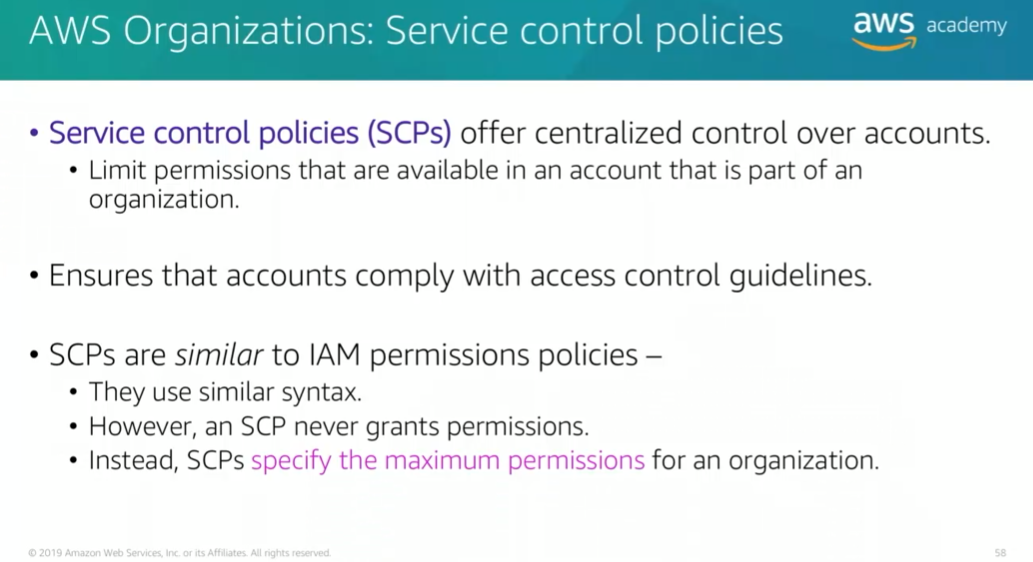 AWS Organizations: Service control policies
aws academy
• Service control policies (SCPs) offer centralized control over accounts.
• Limit permissions that are available in an account that is part of an
organization.
• Ensures that accounts comply with access control guidelines.
• SCPs are similar to IAM permissions policies –
• They use similar syntax.
• However, an SCP never grants permissions.
• Instead, SCPs specify the maximum permissions for an organization.
© 2019 Amazon Web Services, Inc. or its Affiliates. All rights reserved.
58